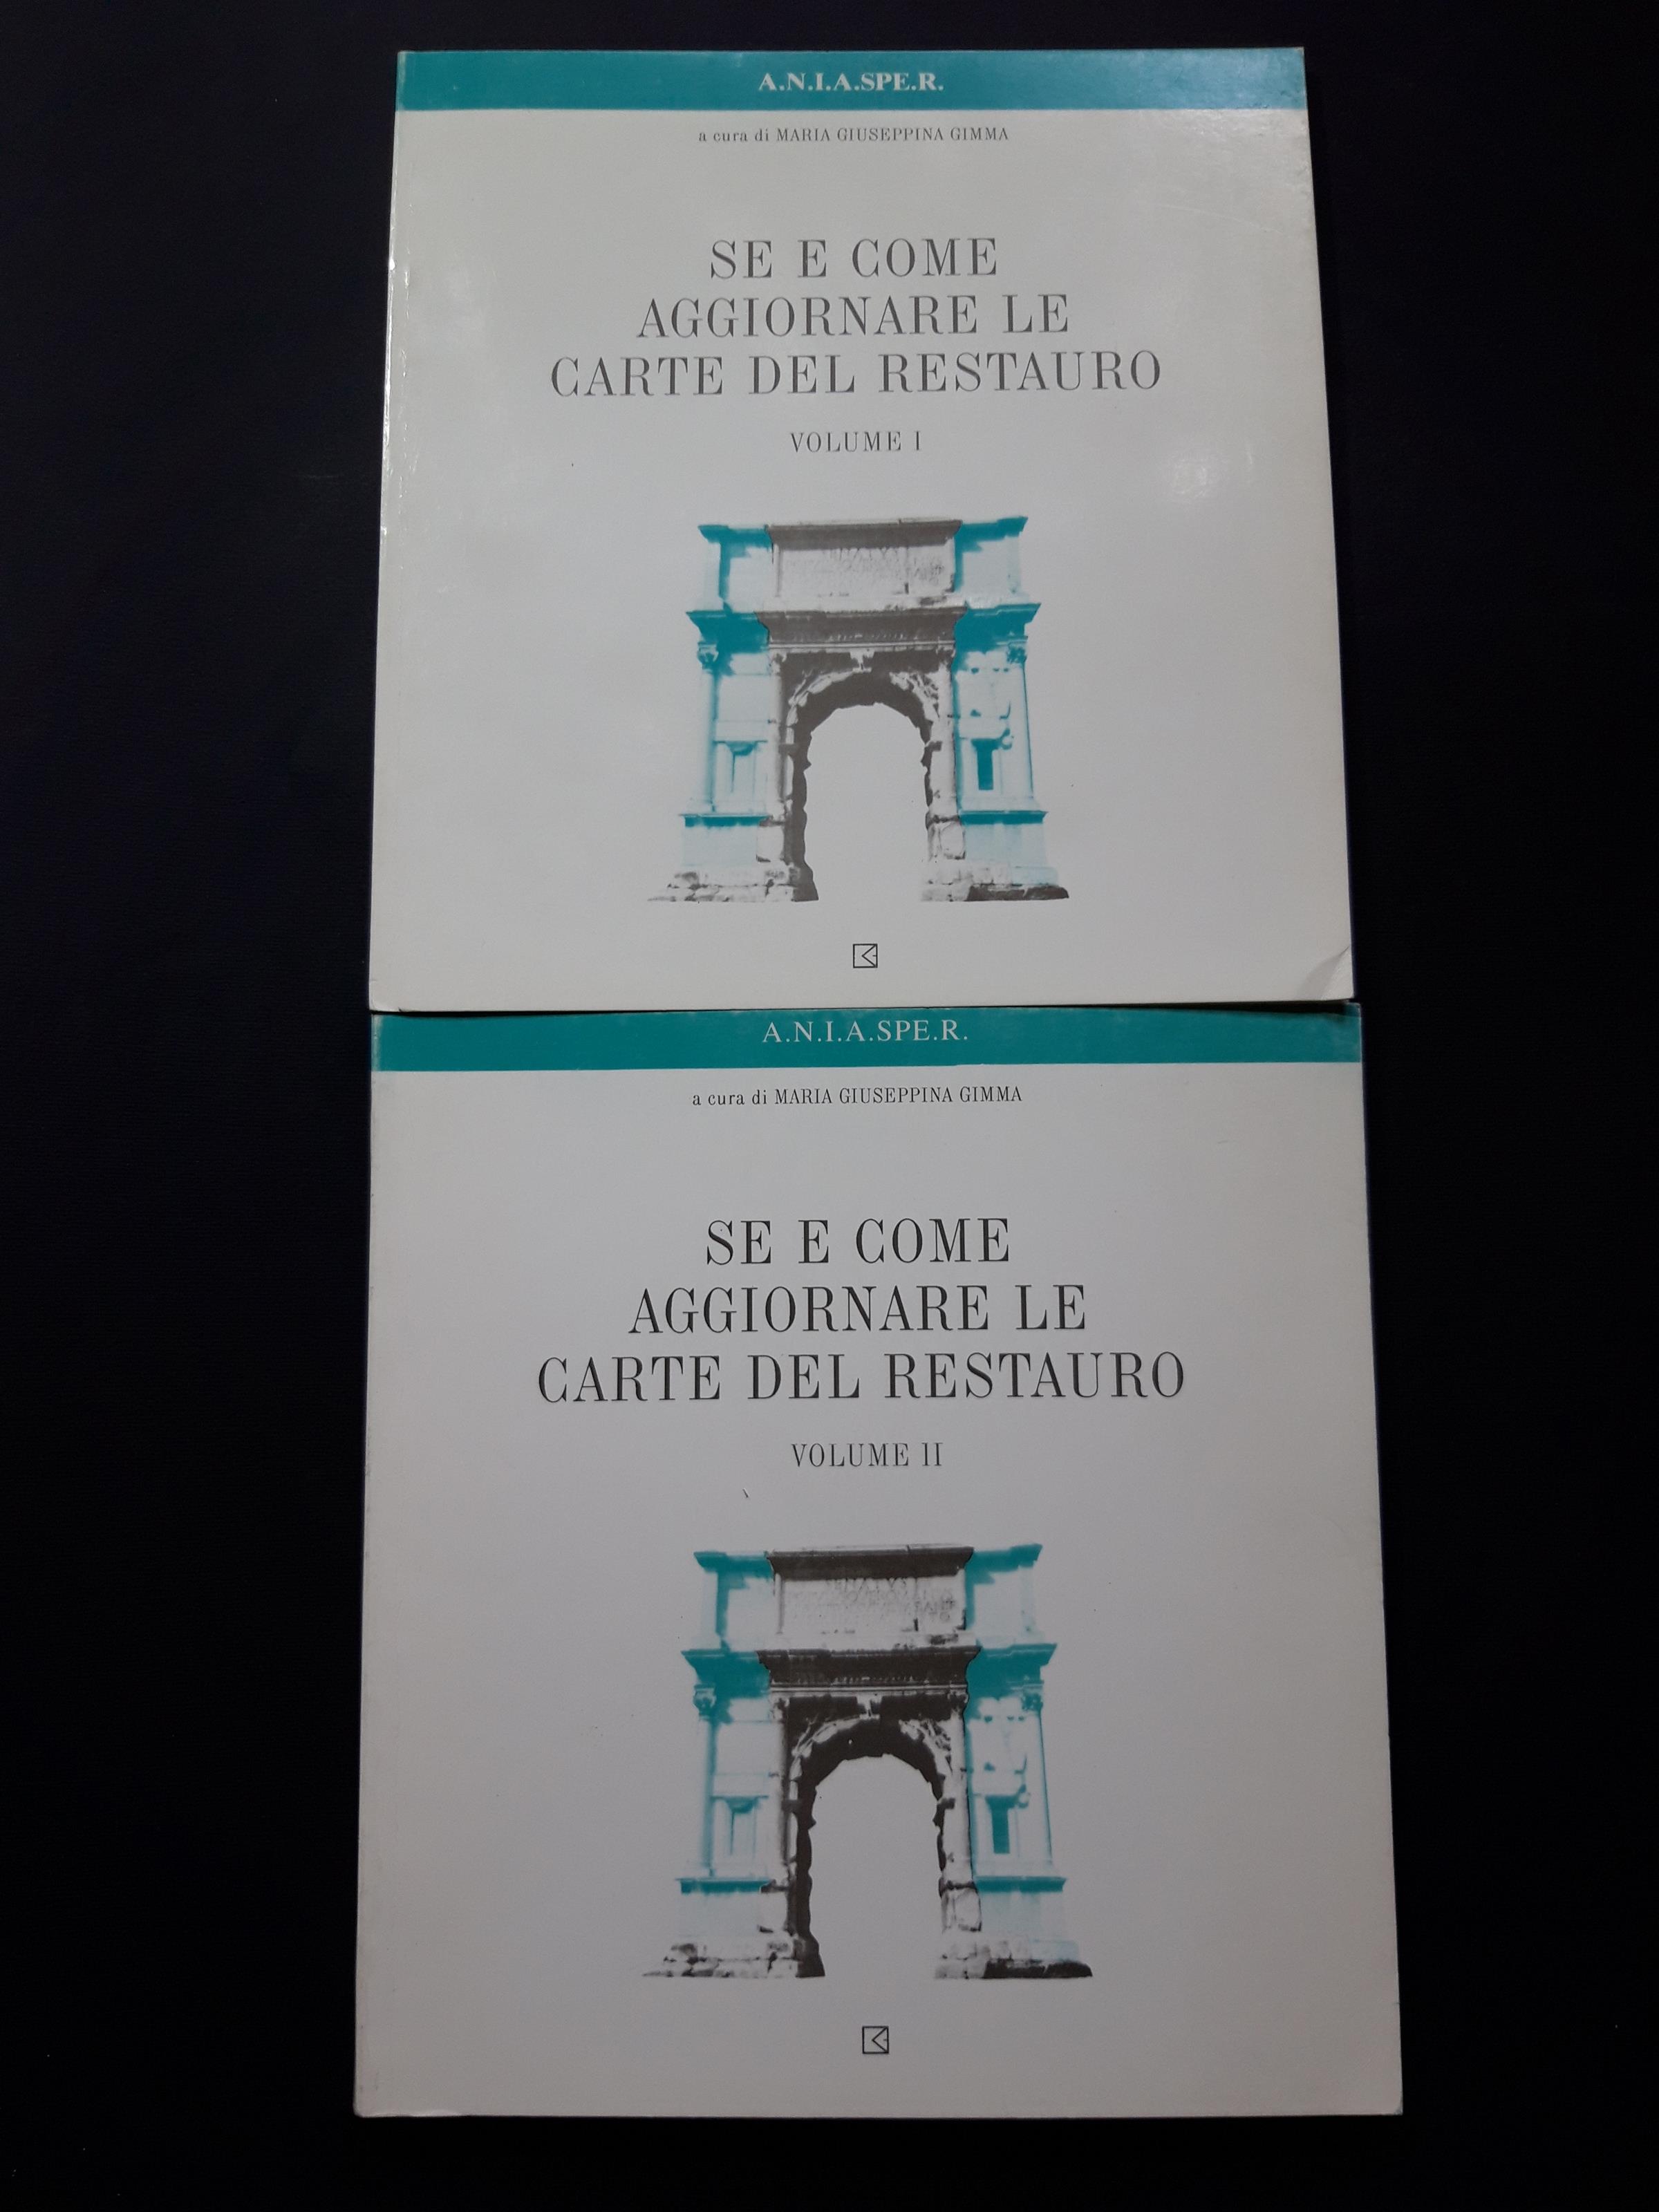 A.N.I.A.SPE.R.
a cura di MARIA GIUSEPPINA GIMMA
SE E COME
AGGIORNARE LE
CARTE DEL RESTAURO
VOLUME I
A.N.I.A.SPE.R.
a cura di MARIA GIUSEPPINA GIMMA
SE E COME
AGGIORNARE LE
CARTE DEL RESTAURO
VOLUME II